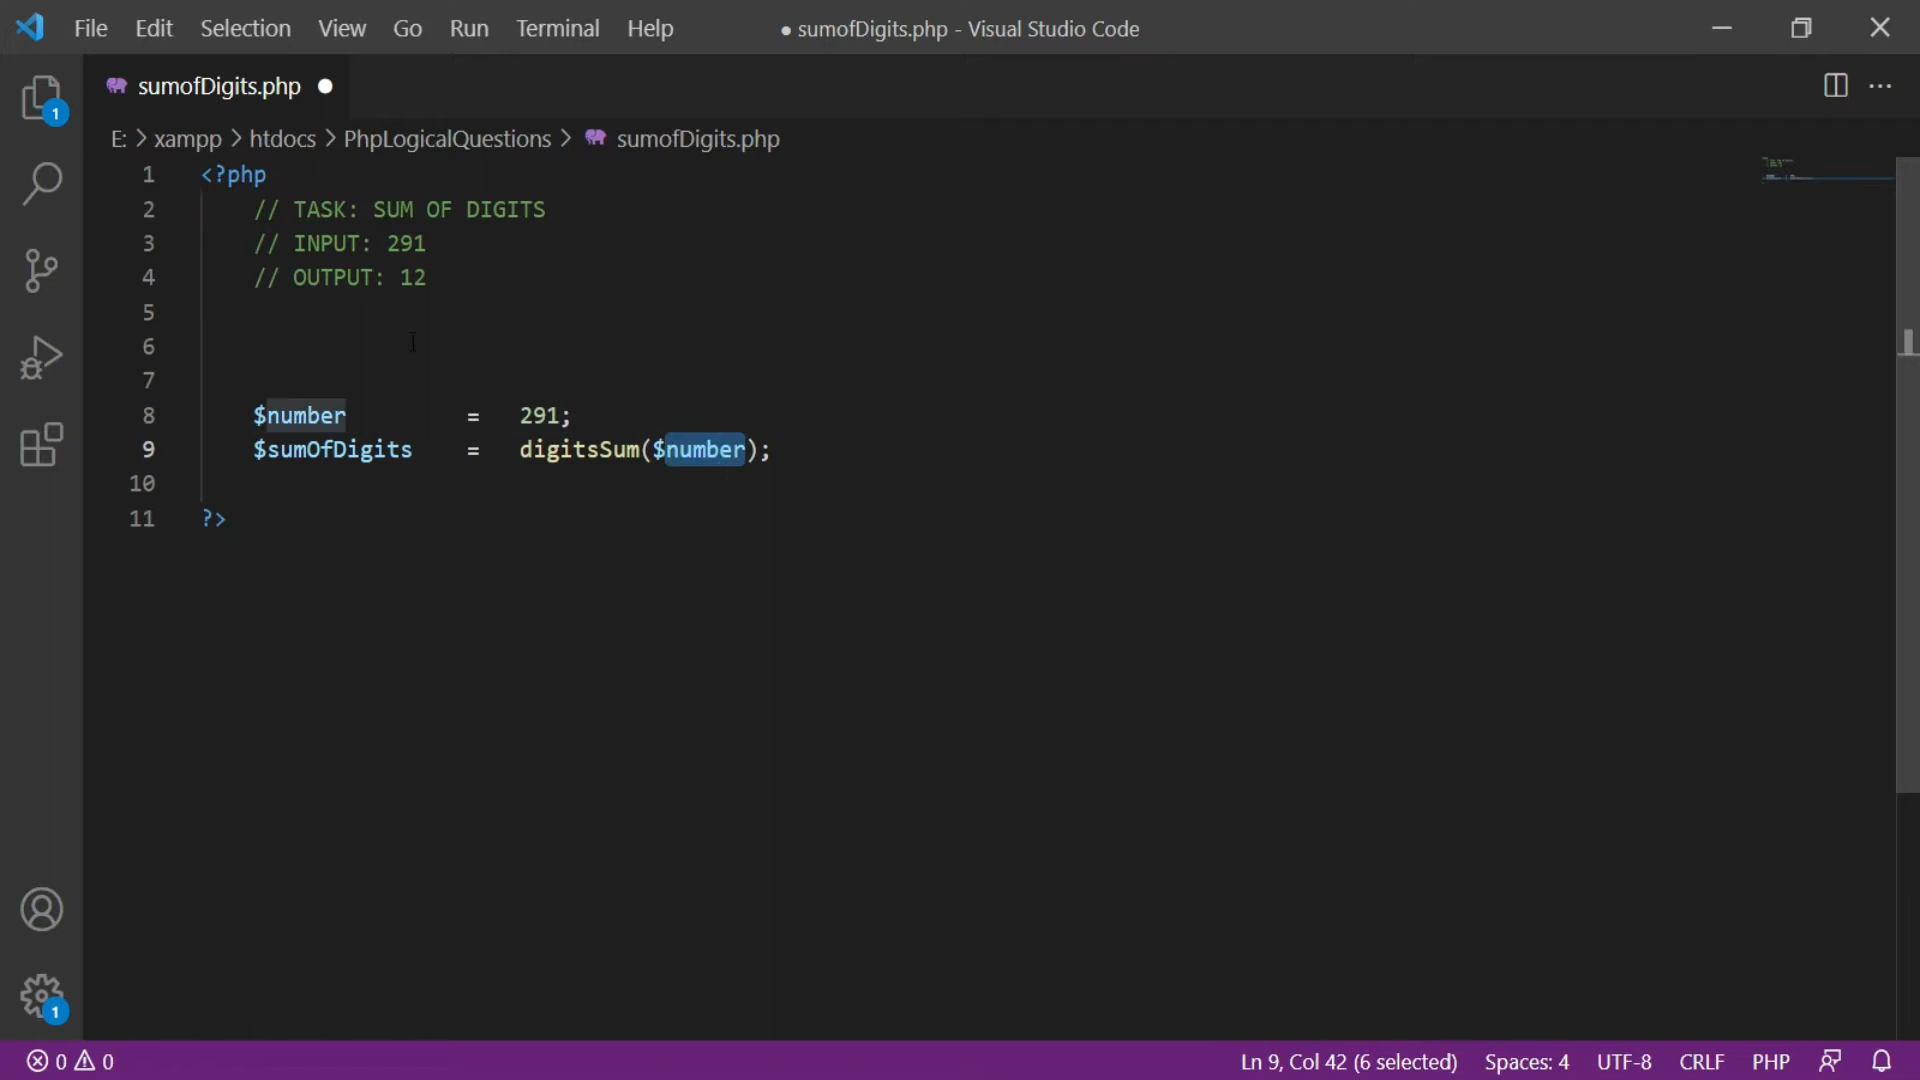 File Edit Selection View Go Run Terminal Help ● sumofDigits.php - Visual Studio Code
sumofDigits.php ●
E: > xampp > htdocs > PhpLogicalQuestions > sumofDigits.php
1 <?php
2 // TASK: SUM OF DIGITS
3 // INPUT: 291
4 // OUTPUT: 12
5
6
7
8 $number = 291;
9 $sumOfDigits = digitsSum($number);
10
11 ?>
1
1
0 0 Ln 9, Col 42 (6 selected) Spaces: 4 UTF-8 CRLF PHP